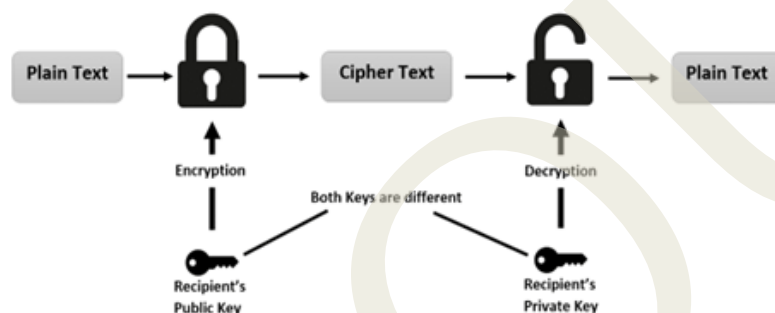 Plain Text
Cipher Text
Plain Text
Encryption
Decryption
Both Keys are different
Recipient's
Public Key
Recipient's
Private Key